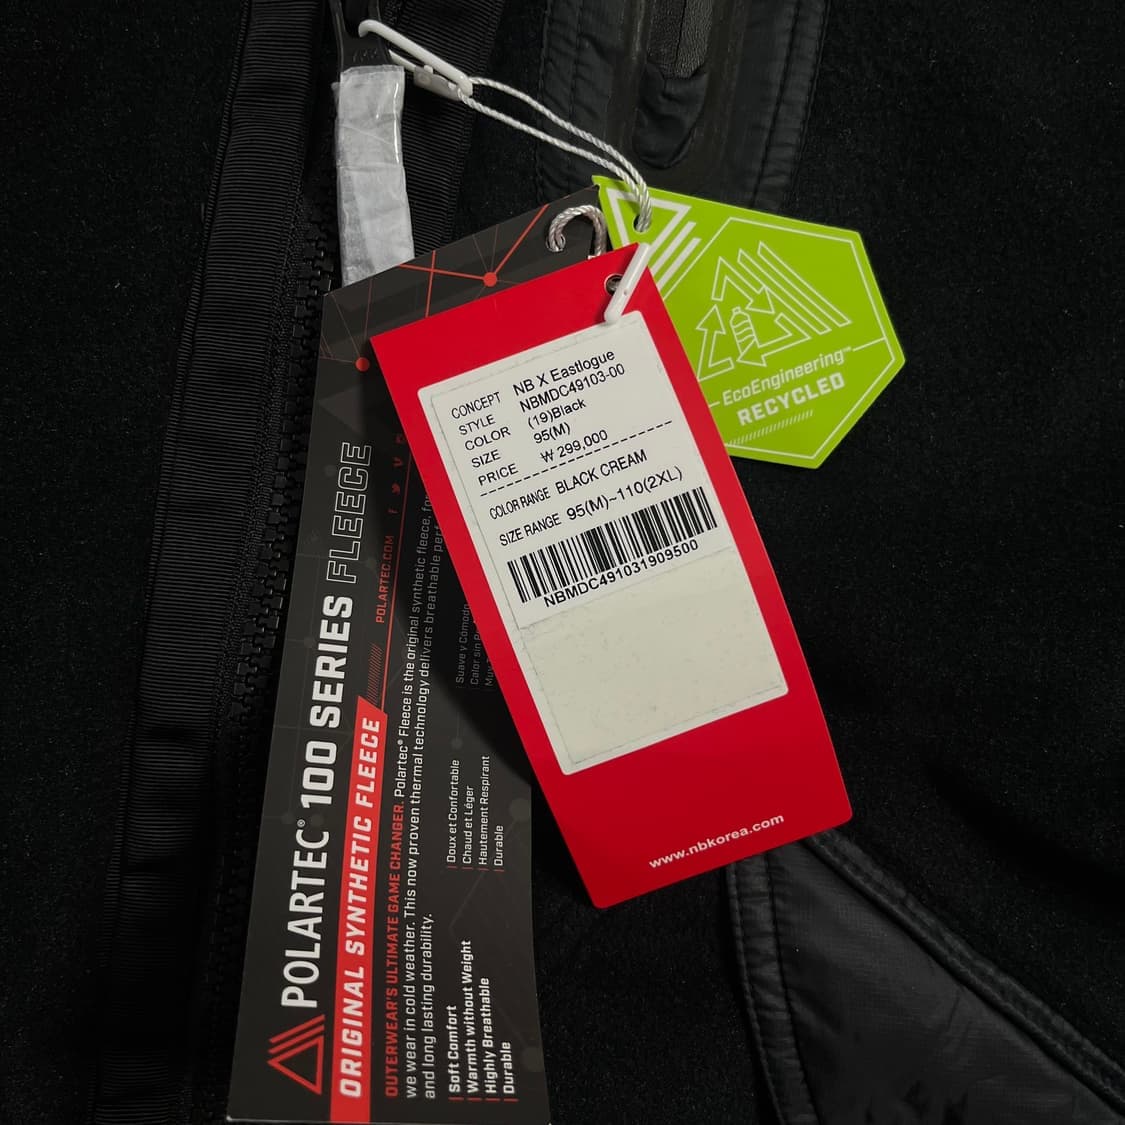 CONCEPT NB X Eastlogue
STYLE NBMDC49103-00
COLOR (19)Black
SIZE 95(M)
PRICE ₩ 299,000
COLOR RANGE BLACK CREAM
SIZE RANGE 95(M)~110(2XL)
NBMDC491031909500
www.nbkorea.com
EcoEngineering™
RECYCLED
POLARTEC® 100 SERIES FLEECE
ORIGINAL SYNTHETIC FLEECE
POLARTEC.COM
OUTERWEAR'S ULTIMATE GAME CHANGER. Polartec® Fleece is the original synthetic fleece,
we wear in cold weather. This now proven thermal technology delivers breathable
and long lasting durability.
Soft Comfort
Warmth without Weight
Highly Breathable
Durable
Doux et Confortable
Chaud et Léger
Hautement Respirant
Durable
Suave y Cómodo
Calor sin